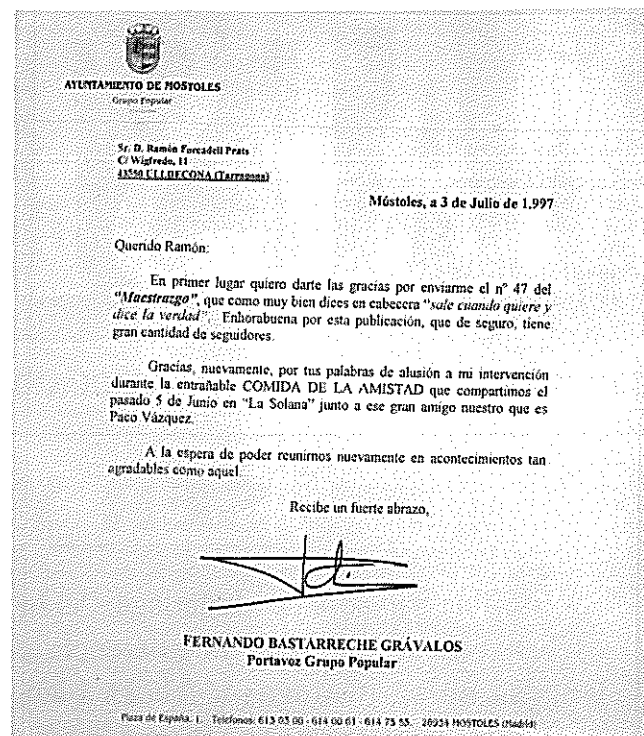 AYUNTAMIENTO DE MOSTOLES
Grupo Popular
Sr. D. Ramón Forcadell Prats
C/ Wigfredo, 11
43550 ULLDECONA (Tarragona)
Móstoles, a 3 de Julio de 1.997
Querido Ramón:
En primer lugar quiero darte las gracias por enviarme el nº 47 del
"Maestrazgo", que como muy bien dices en cabecera "sale cuando quiere y
dice la verdad". Enhorabuena por esta publicación, que de seguro, tiene
gran cantidad de seguidores.
Gracias, nuevamente, por tus palabras de alusión a mi intervención
durante la entrañable COMIDA DE LA AMISTAD que compartimos el
pasado 5 de Junio en "La Solana" junto a ese gran amigo nuestro que es
Paco Vázquez.
A la espera de poder reunirnos nuevamente en acontecimientos tan
agradables como aquel.
Recibe un fuerte abrazo,
FERNANDO BASTARRECHE GRÁVALOS
Portavoz Grupo Popular
Plaza de España, 1. Teléfonos: 613 03 00 - 614 00 61 - 614 75 55. 28934 MOSTOLES (Madrid)